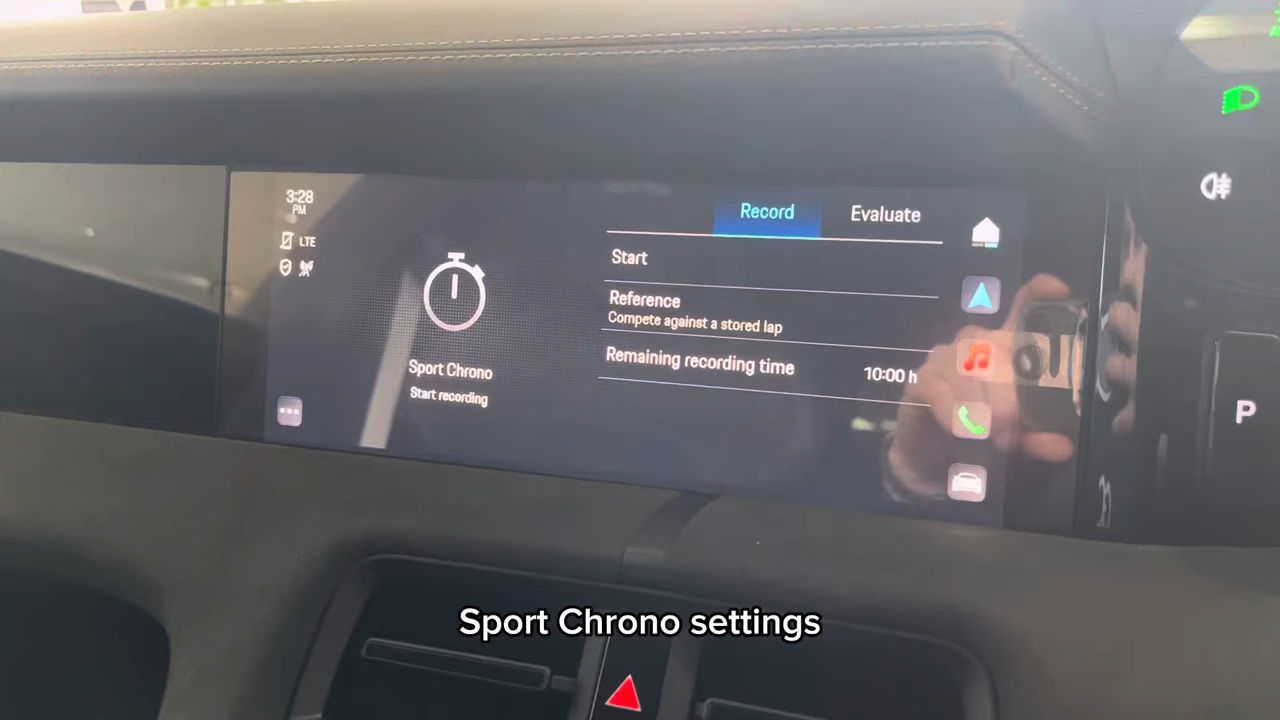 3:28
PM
LTE
Record
Evaluate
Start
Reference
Compete against a stored lap
Remaining recording time
10:00 h
Sport Chrono
Start recording
P
Sport Chrono settings